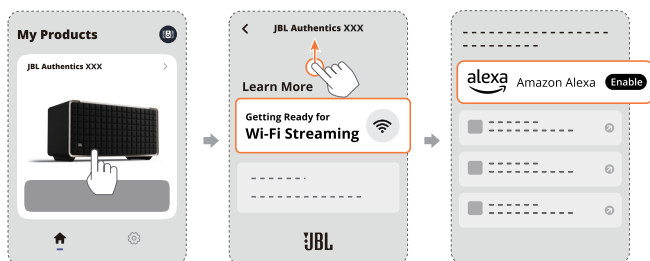 My Products
JBL Authentics XXX
JBL Authentics XXX
Learn More
Getting Ready for
Wi-Fi Streaming
JBL
alexa Amazon Alexa Enable